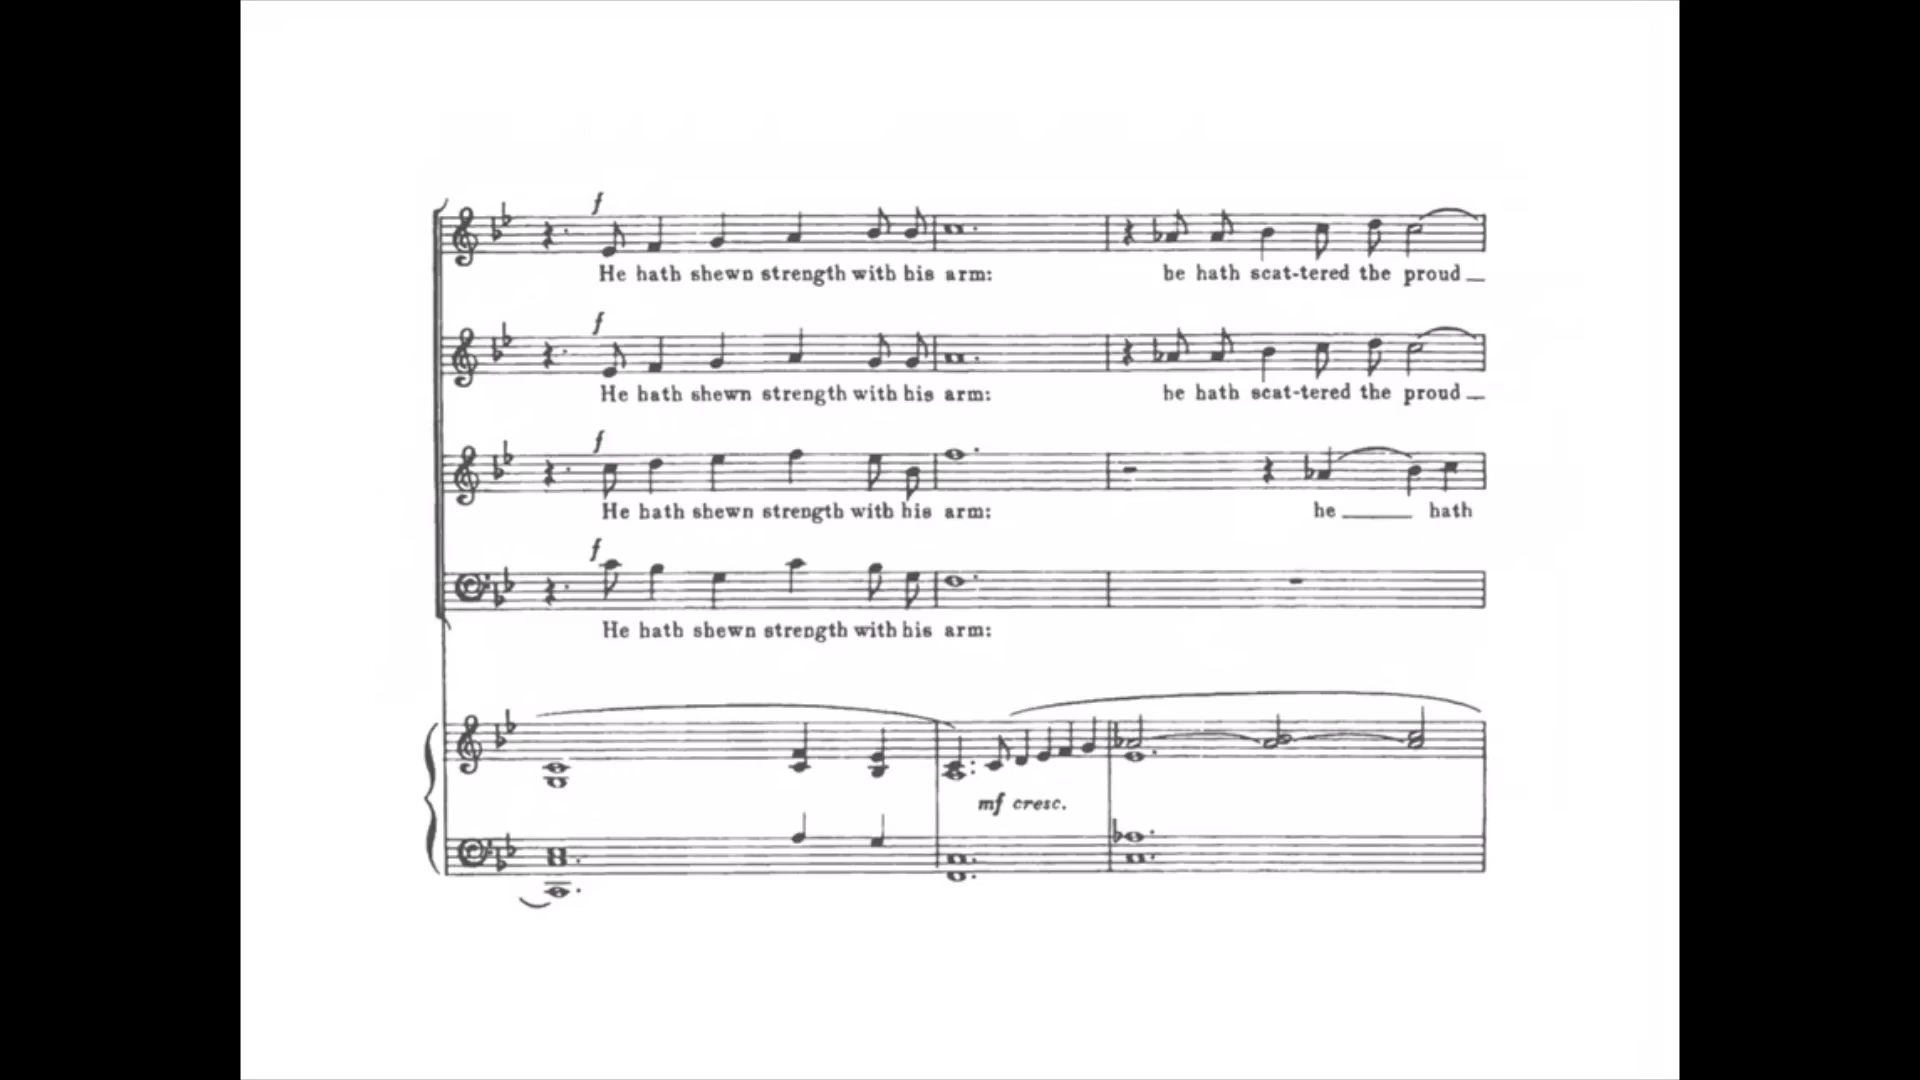 f
He hath shewn strength with his arm: he hath scat-tered the proud
f
He hath shewn strength with his arm: he hath scat-tered the proud
f
He hath shewn strength with his arm: he hath
f
He hath shewn strength with his arm:
mf cresc.